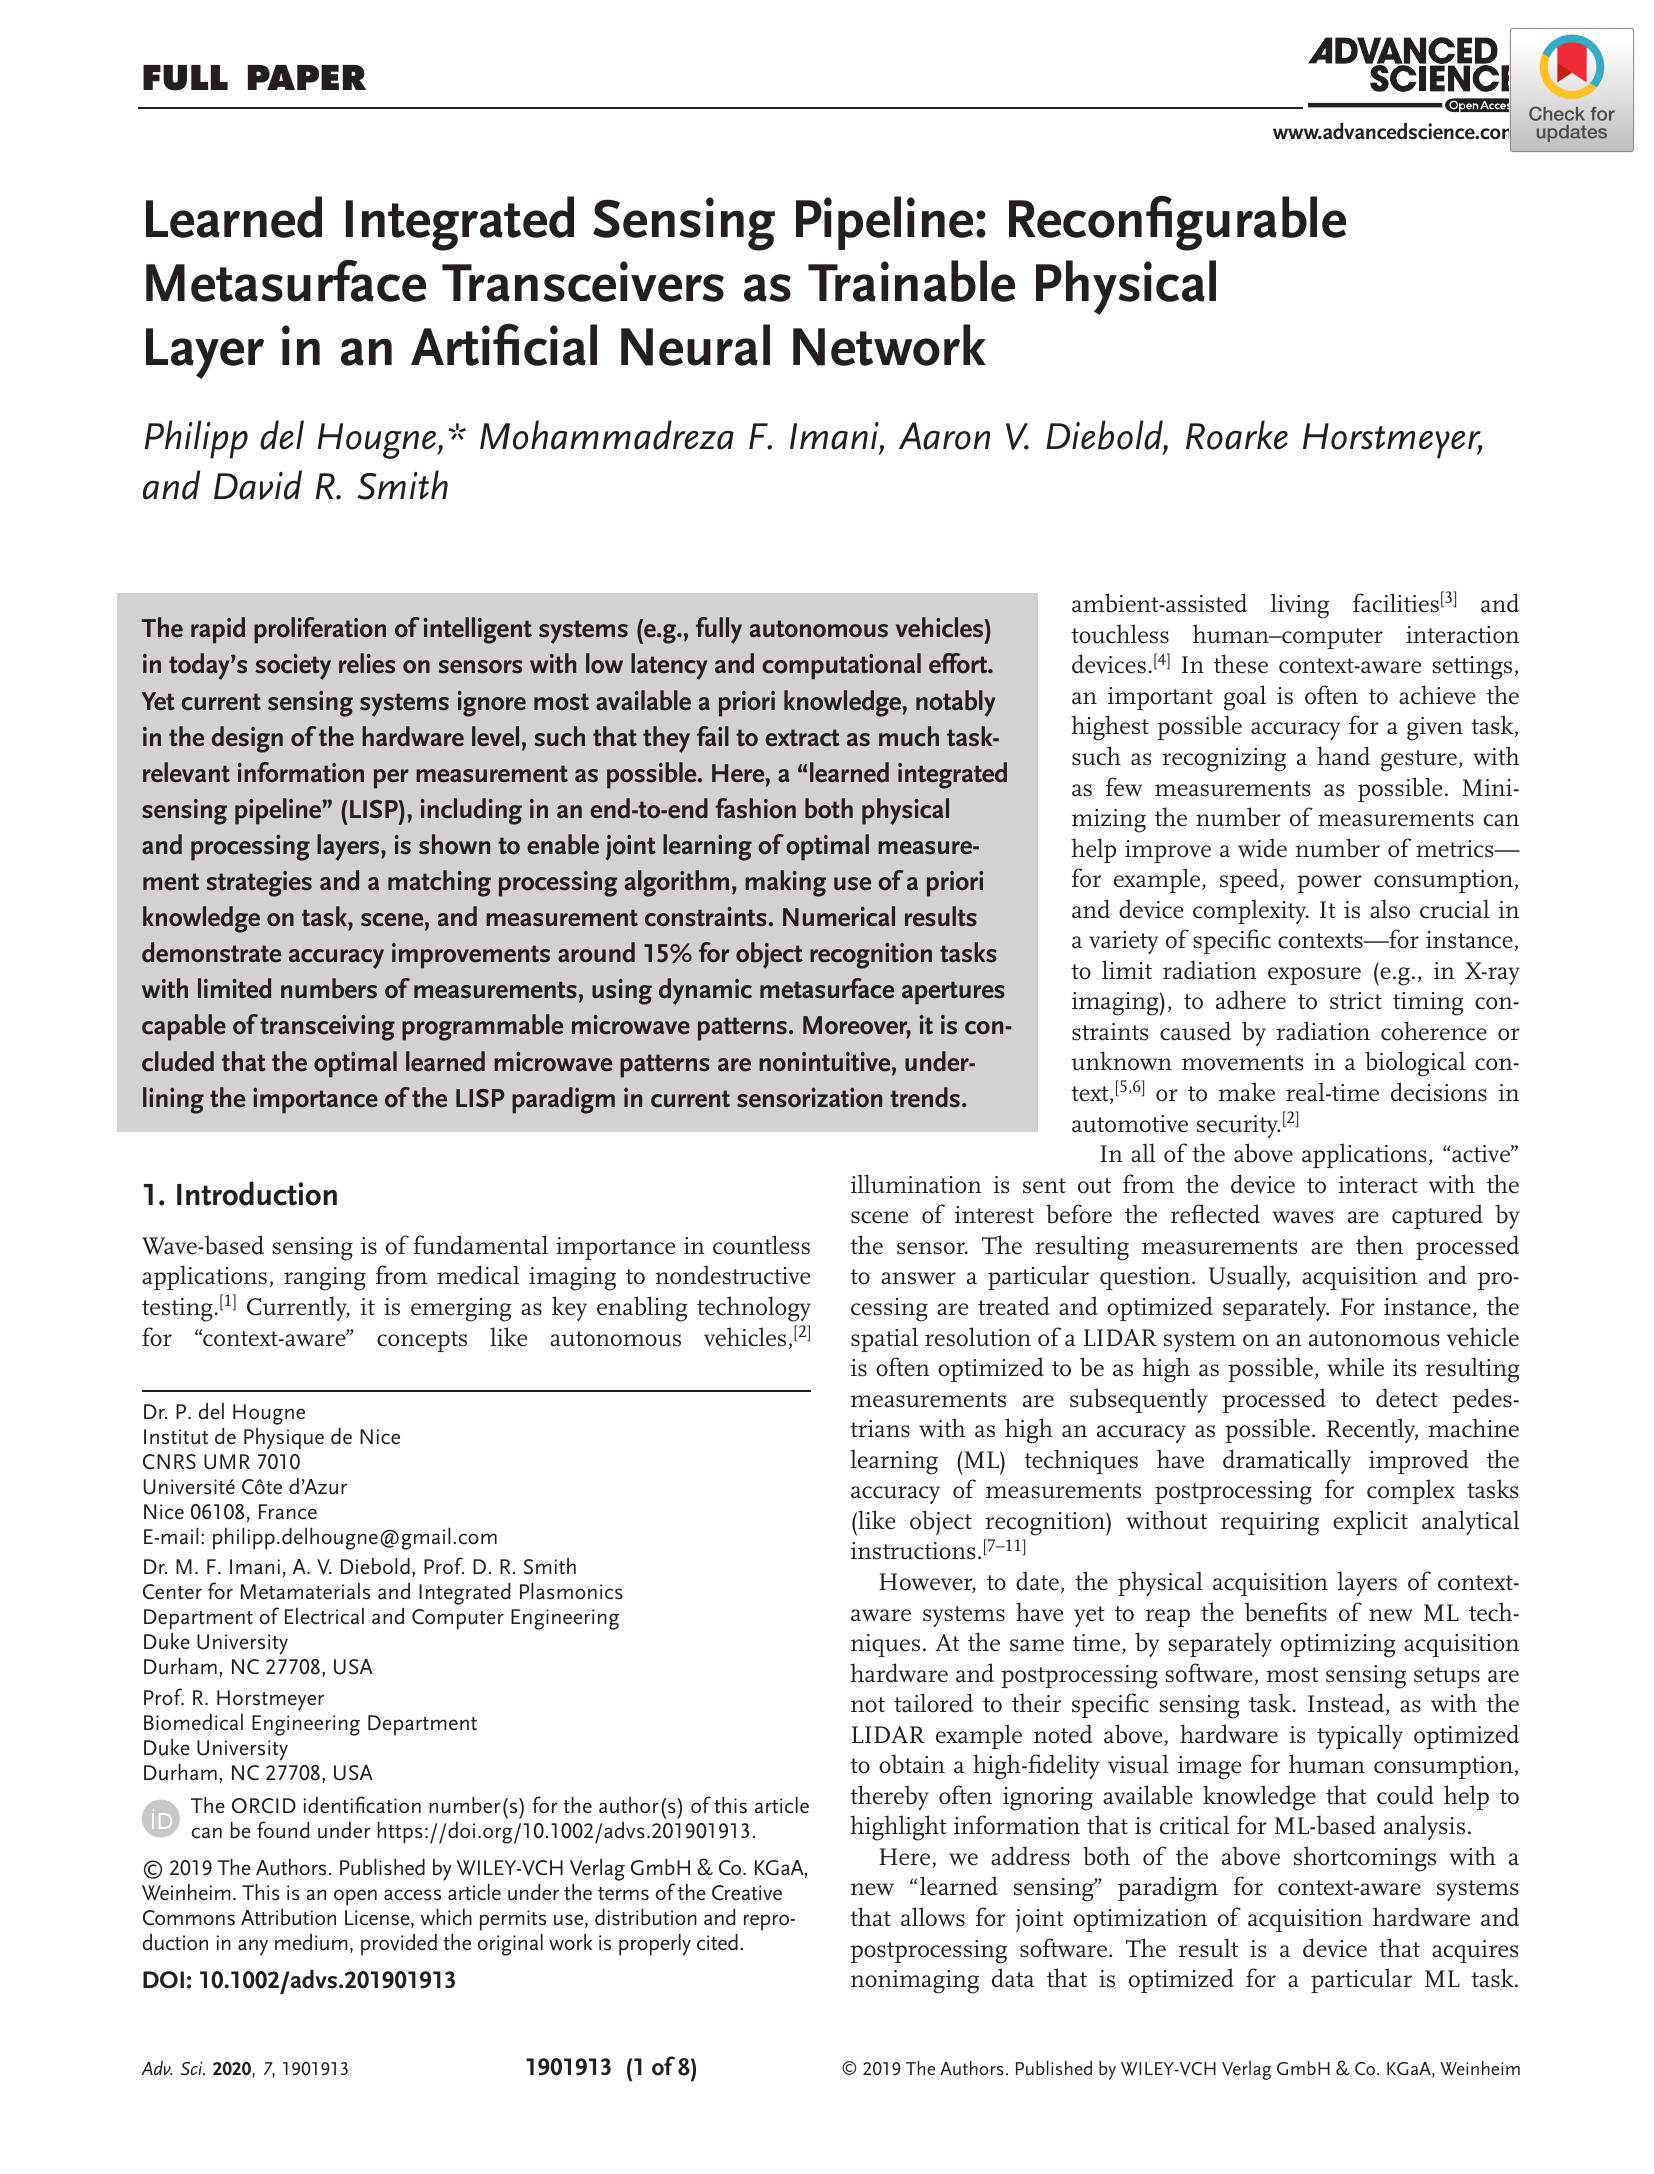 FULL PAPER
ADVANCED
SCIENCE
Open Acces
www.advancedscience.com
Check for
updates
Learned Integrated Sensing Pipeline: Reconfigurable
Metasurface Transceivers as Trainable Physical
Layer in an Artificial Neural Network
Philipp del Hougne,* Mohammadreza F. Imani, Aaron V. Diebold, Roarke Horstmeyer,
and David R. Smith
The rapid proliferation of intelligent systems (e.g., fully autonomous vehicles)
in today’s society relies on sensors with low latency and computational effort.
Yet current sensing systems ignore most available a priori knowledge, notably
in the design of the hardware level, such that they fail to extract as much task-
relevant information per measurement as possible. Here, a “learned integrated
sensing pipeline” (LISP), including in an end-to-end fashion both physical
and processing layers, is shown to enable joint learning of optimal measure-
ment strategies and a matching processing algorithm, making use of a priori
knowledge on task, scene, and measurement constraints. Numerical results
demonstrate accuracy improvements around 15% for object recognition tasks
with limited numbers of measurements, using dynamic metasurface apertures
capable of transceiving programmable microwave patterns. Moreover, it is con-
cluded that the optimal learned microwave patterns are nonintuitive, under-
lining the importance of the LISP paradigm in current sensorization trends.
1. Introduction
Wave-based sensing is of fundamental importance in countless
applications, ranging from medical imaging to nondestructive
testing.[1] Currently, it is emerging as key enabling technology
for “context-aware” concepts like autonomous vehicles,[2]
ambient-assisted living facilities[3] and
touchless human–computer interaction
devices.[4] In these context-aware settings,
an important goal is often to achieve the
highest possible accuracy for a given task,
such as recognizing a hand gesture, with
as few measurements as possible. Mini-
mizing the number of measurements can
help improve a wide number of metrics—
for example, speed, power consumption,
and device complexity. It is also crucial in
a variety of specific contexts—for instance,
to limit radiation exposure (e.g., in X-ray
imaging), to adhere to strict timing con-
straints caused by radiation coherence or
unknown movements in a biological con-
text,[5,6] or to make real-time decisions in
automotive security.[2]
In all of the above applications, “active”
illumination is sent out from the device to interact with the
scene of interest before the reflected waves are captured by
the sensor. The resulting measurements are then processed
to answer a particular question. Usually, acquisition and pro-
cessing are treated and optimized separately. For instance, the
spatial resolution of a LIDAR system on an autonomous vehicle
is often optimized to be as high as possible, while its resulting
measurements are subsequently processed to detect pedes-
trians with as high an accuracy as possible. Recently, machine
learning (ML) techniques have dramatically improved the
accuracy of measurements postprocessing for complex tasks
(like object recognition) without requiring explicit analytical
instructions.[7–11]
However, to date, the physical acquisition layers of context-
aware systems have yet to reap the benefits of new ML tech-
niques. At the same time, by separately optimizing acquisition
hardware and postprocessing software, most sensing setups are
not tailored to their specific sensing task. Instead, as with the
LIDAR example noted above, hardware is typically optimized
to obtain a high-fidelity visual image for human consumption,
thereby often ignoring available knowledge that could help to
highlight information that is critical for ML-based analysis.
Here, we address both of the above shortcomings with a
new “learned sensing” paradigm for context-aware systems
that allows for joint optimization of acquisition hardware and
postprocessing software. The result is a device that acquires
nonimaging data that is optimized for a particular ML task.
Dr. P. del Hougne
Institut de Physique de Nice
CNRS UMR 7010
Université Côte d’Azur
Nice 06108, France
E-mail: philipp.delhougne@gmail.com
Dr. M. F. Imani, A. V. Diebold, Prof. D. R. Smith
Center for Metamaterials and Integrated Plasmonics
Department of Electrical and Computer Engineering
Duke University
Durham, NC 27708, USA
Prof. R. Horstmeyer
Biomedical Engineering Department
Duke University
Durham, NC 27708, USA
iD The ORCID identification number(s) for the author(s) of this article
can be found under https://doi.org/10.1002/advs.201901913.
© 2019 The Authors. Published by WILEY-VCH Verlag GmbH & Co. KGaA,
Weinheim. This is an open access article under the terms of the Creative
Commons Attribution License, which permits use, distribution and repro-
duction in any medium, provided the original work is properly cited.
DOI: 10.1002/advs.201901913
Adv. Sci. 2020, 7, 1901913
1901913 (1 of 8)
© 2019 The Authors. Published by WILEY-VCH Verlag GmbH & Co. KGaA, Weinheim